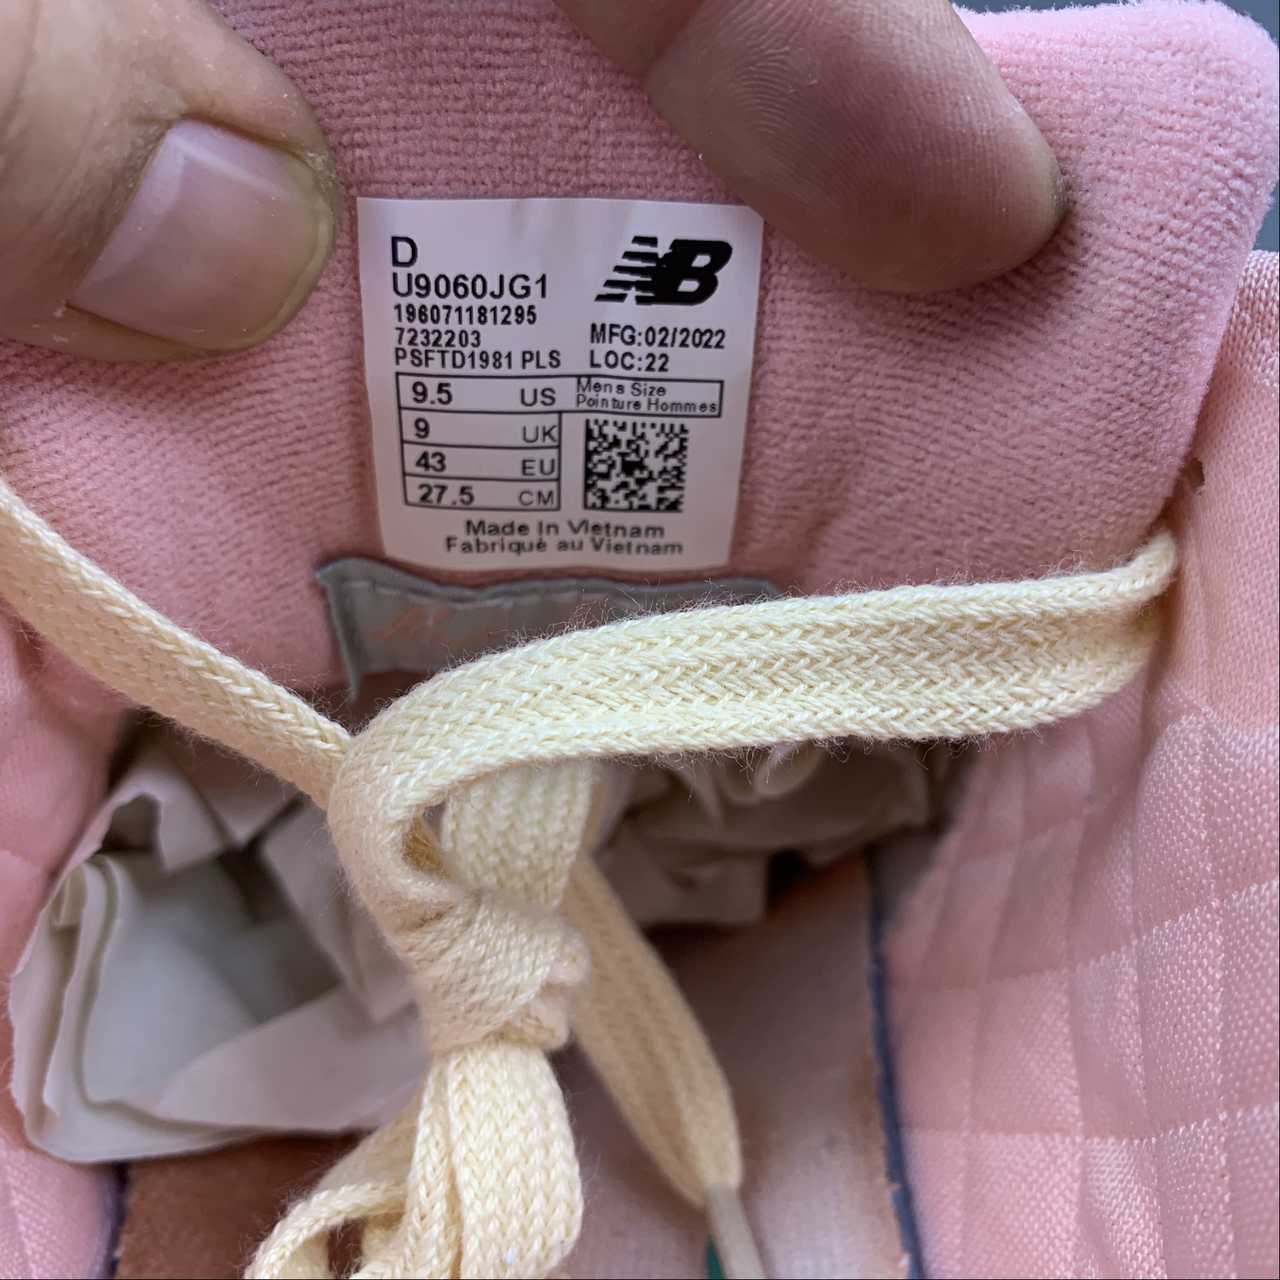 D
U9060JG1
NB
196071181295
7232203
MFG:02/2022
PSFTD1981 PLS
LOC:22
9.5 US
Mens Size
Pointure Hommes
9 UK
43 EU
27.5 CM
Made In Vietnam
Fabriqué au Vietnam